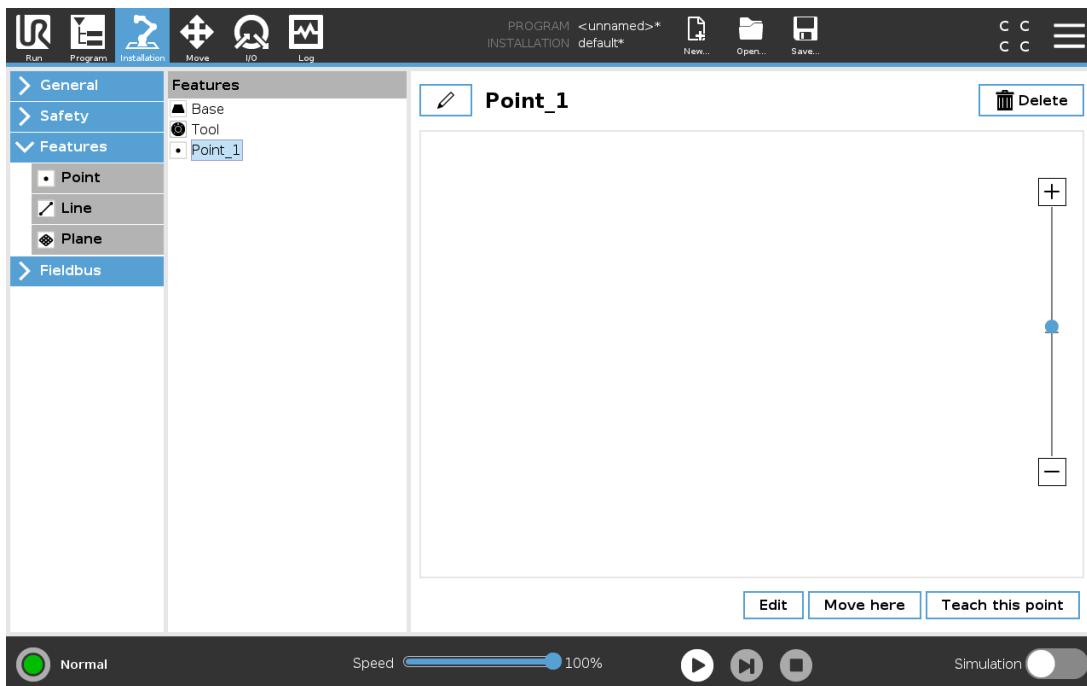 UR
Run
Program
Installation
Move
I/O
Log
PROGRAM <unnamed>*
INSTALLATION default*
New...
Open...
Save...
C C
C C
General
Safety
Features
Point
Line
Plane
Fieldbus
Features
Base
Tool
Point_1
Point_1
Delete
Edit
Move here
Teach this point
Normal
Speed
100%
Simulation